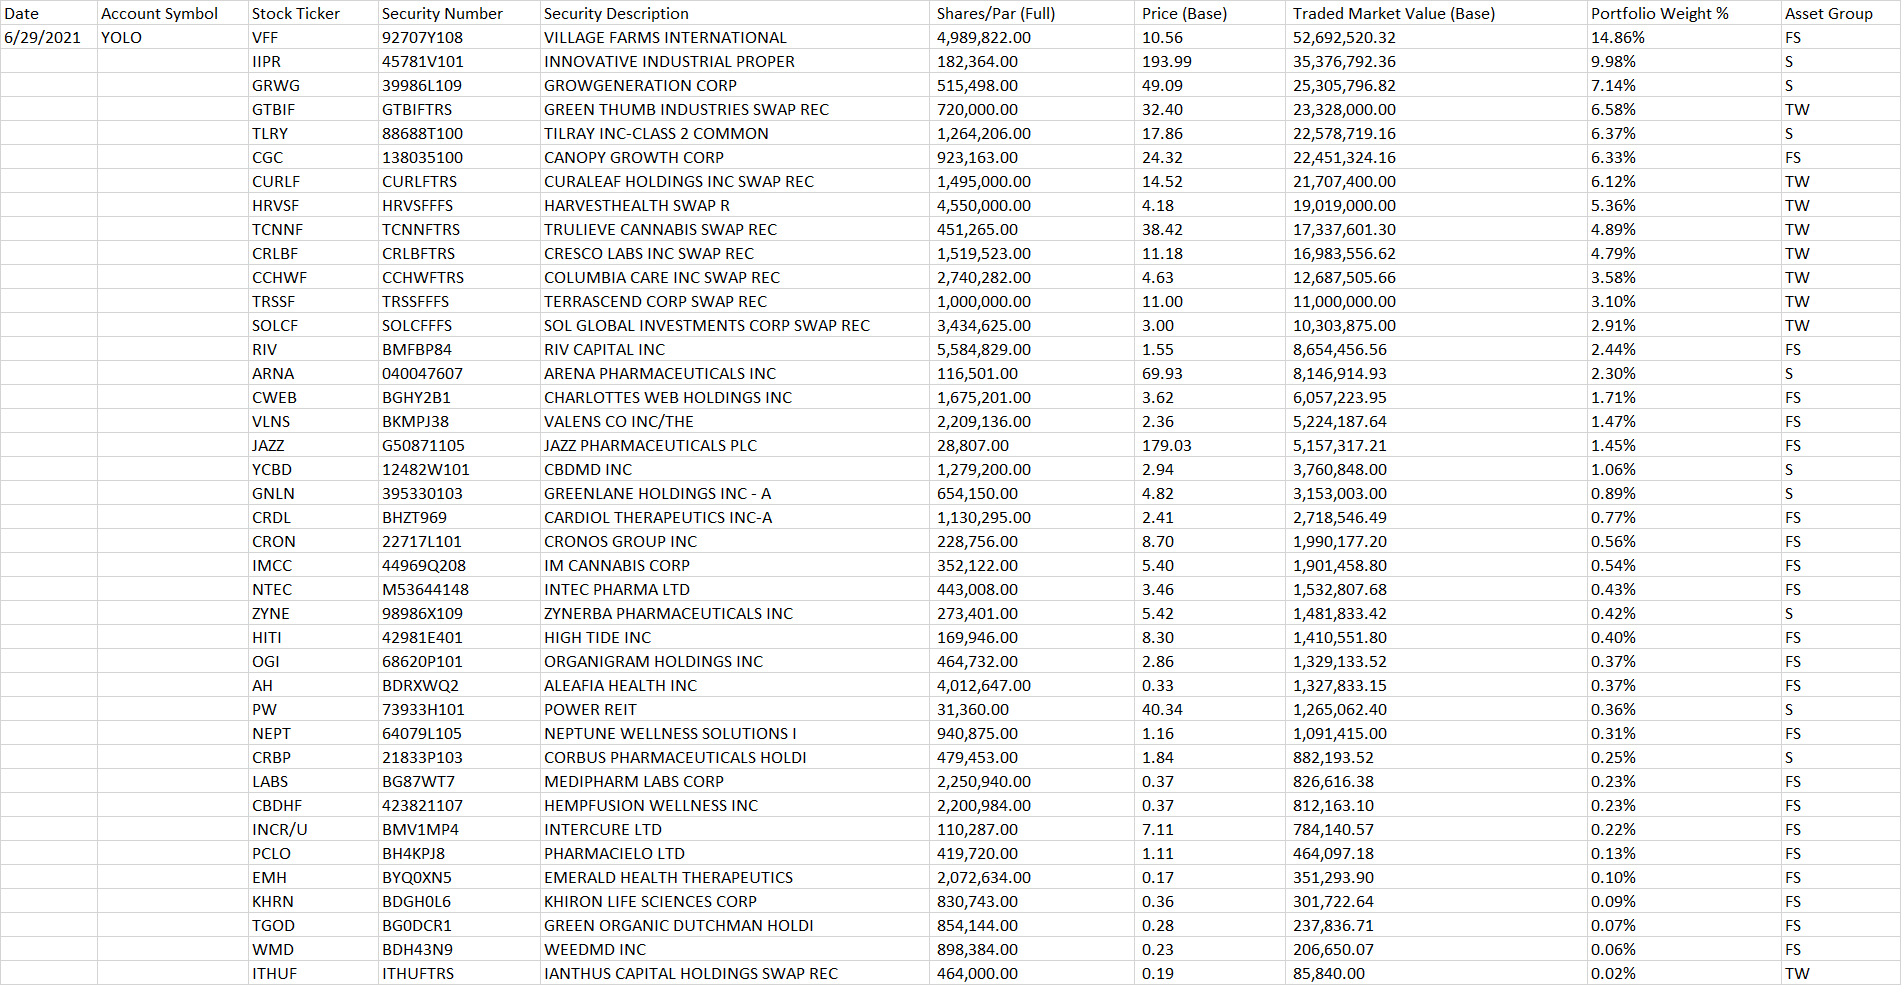 Date Account Symbol Stock Ticker Security Number Security Description Shares/Par (Full) Price (Base) Traded Market Value (Base) Portfolio Weight % Asset Group
6/29/2021 YOLO VFF 92707Y108 VILLAGE FARMS INTERNATIONAL 4,989,822.00 10.56 52,692,520.32 14.86% FS
IIPR 45781V101 INNOVATIVE INDUSTRIAL PROPER 182,364.00 193.99 35,376,792.36 9.98% S
GRWG 39986L109 GROWGENERATION CORP 515,498.00 49.09 25,305,796.82 7.14% S
GTBIF GTBIFTRS GREEN THUMB INDUSTRIES SWAP REC 720,000.00 32.40 23,328,000.00 6.58% TW
TLRY 88688T100 TILRAY INC-CLASS 2 COMMON 1,264,206.00 17.86 22,578,719.16 6.37% S
CGC 138035100 CANOPY GROWTH CORP 923,163.00 24.32 22,451,324.16 6.33% FS
CURLF CURLFTRS CURALEAF HOLDINGS INC SWAP REC 1,495,000.00 14.52 21,707,400.00 6.12% TW
HRVSF HRVSFFFS HARVESTHEALTH SWAP R 4,550,000.00 4.18 19,019,000.00 5.36% TW
TCNNF TCNNFTRS TRULIEVE CANNABIS SWAP REC 451,265.00 38.42 17,337,601.30 4.89% TW
CRLBF CRLBFTRS CRESCO LABS INC SWAP REC 1,519,523.00 11.18 16,983,556.62 4.79% TW
CCHWF CCHWFTRS COLUMBIA CARE INC SWAP REC 2,740,282.00 4.63 12,687,505.66 3.58% TW
TRSSF TRSSFFFS TERRASCEND CORP SWAP REC 1,000,000.00 11.00 11,000,000.00 3.10% TW
SOLCF SOLCFFFS SOL GLOBAL INVESTMENTS CORP SWAP REC 3,434,625.00 3.00 10,303,875.00 2.91% TW
RIV BMFBP84 RIV CAPITAL INC 5,584,829.00 1.55 8,654,456.56 2.44% FS
ARNA 040047607 ARENA PHARMACEUTICALS INC 116,501.00 69.93 8,146,914.93 2.30% S
CWEB BGHY2B1 CHARLOTTES WEB HOLDINGS INC 1,675,201.00 3.62 6,057,223.95 1.71% FS
VLNS BKMPJ38 VALENS CO INC/THE 2,209,136.00 2.36 5,224,187.64 1.47% FS
JAZZ G50871105 JAZZ PHARMACEUTICALS PLC 28,807.00 179.03 5,157,317.21 1.45% FS
YCBD 12482W101 CBDMD INC 1,279,200.00 2.94 3,760,848.00 1.06% S
GNLN 395330103 GREENLANE HOLDINGS INC - A 654,150.00 4.82 3,153,003.00 0.89% S
CRDL BHZT969 CARDIOL THERAPEUTICS INC-A 1,130,295.00 2.41 2,718,546.49 0.77% FS
CRON 22717L101 CRONOS GROUP INC 228,756.00 8.70 1,990,177.20 0.56% FS
IMCC 44969Q208 IM CANNABIS CORP 352,122.00 5.40 1,901,458.80 0.54% FS
NTEC M53644148 INTEC PHARMA LTD 443,008.00 3.46 1,532,807.68 0.43% FS
ZYNE 98986X109 ZYNERBA PHARMACEUTICALS INC 273,401.00 5.42 1,481,833.42 0.42% S
HITI 42981E401 HIGH TIDE INC 169,946.00 8.30 1,410,551.80 0.40% FS
OGI 68620P101 ORGANIGRAM HOLDINGS INC 464,732.00 2.86 1,329,133.52 0.37% FS
AH BDRXWQ2 ALEAFIA HEALTH INC 4,012,647.00 0.33 1,327,833.15 0.37% FS
PW 73933H101 POWER REIT 31,360.00 40.34 1,265,062.40 0.36% S
NEPT 64079L105 NEPTUNE WELLNESS SOLUTIONS I 940,875.00 1.16 1,091,415.00 0.31% FS
CRBP 21833P103 CORBUS PHARMACEUTICALS HOLDI 479,453.00 1.84 882,193.52 0.25% S
LABS BG87WT7 MEDIPHARM LABS CORP 2,250,940.00 0.37 826,616.38 0.23% FS
CBDHF 423821107 HEMPFUSION WELLNESS INC 2,200,984.00 0.37 812,163.10 0.23% FS
INCR/U BMV1MP4 INTERCURE LTD 110,287.00 7.11 784,140.57 0.22% FS
PCLO BH4KPJ8 PHARMACIELO LTD 419,720.00 1.11 464,097.18 0.13% FS
EMH BYQ0XN5 EMERALD HEALTH THERAPEUTICS 2,072,634.00 0.17 351,293.90 0.10% FS
KHRN BDGH0L6 KHIRON LIFE SCIENCES CORP 830,743.00 0.36 301,722.64 0.09% FS
TGOD BG0DCR1 GREEN ORGANIC DUTCHMAN HOLDI 854,144.00 0.28 237,836.71 0.07% FS
WMD BDH43N9 WEEDMD INC 898,384.00 0.23 206,650.07 0.06% FS
ITHUF ITHUFTRS IANTHUS CAPITAL HOLDINGS SWAP REC 464,000.00 0.19 85,840.00 0.02% TW